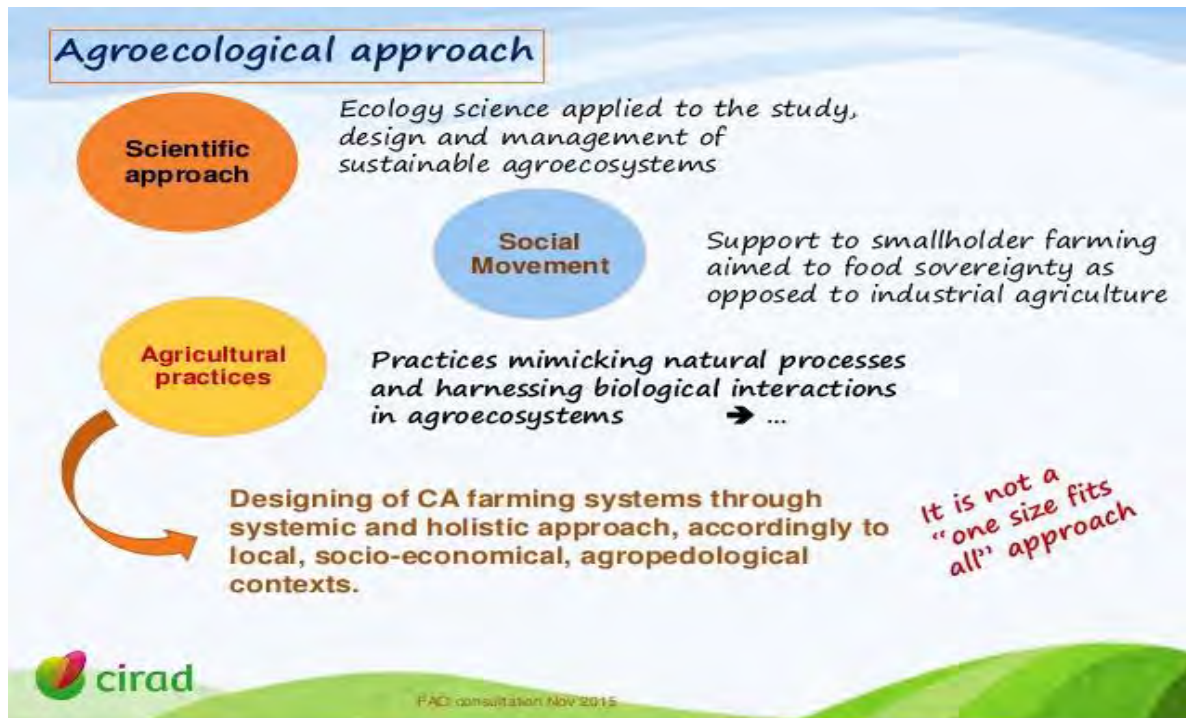 Agroecological approach
Scientific
approach
Ecology science applied to the study,
design and management of
sustainable agroecosystems
Social
Movement
Support to smallholder farming
aimed to food sovereignty as
opposed to industrial agriculture
Agricultural
practices
Practices mimicking natural processes
and harnessing biological interactions
in agroecosystems ➔ ...
Designing of CA farming systems through
systemic and holistic approach, accordingly to
local, socio-economical, agropedological
contexts.
It is not a
“one size fits
all” approach
cirad
FAO consultation Nov 2015